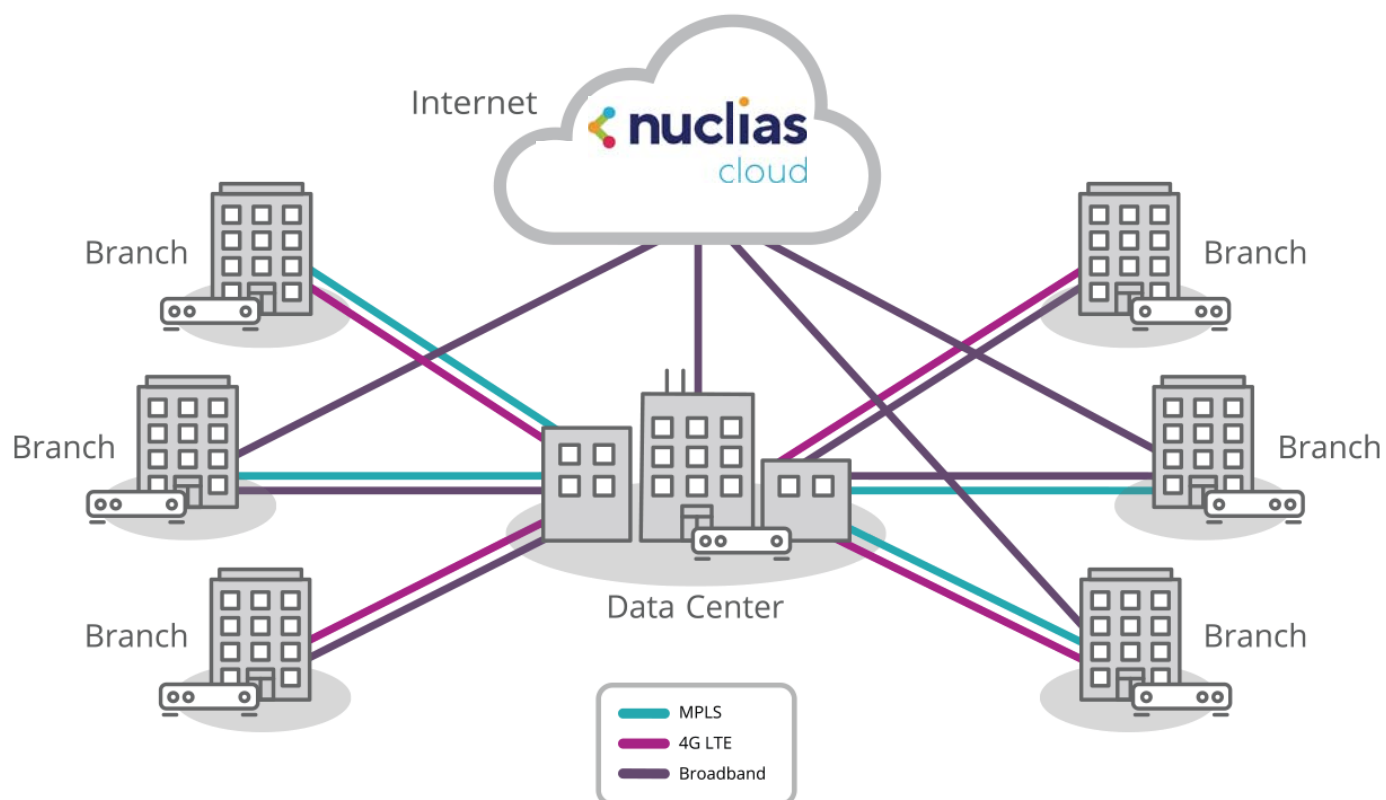 Internet
nuclias
cloud
Branch
Branch
Branch
Branch
Branch
Branch
Data Center
MPLS
4G LTE
Broadband